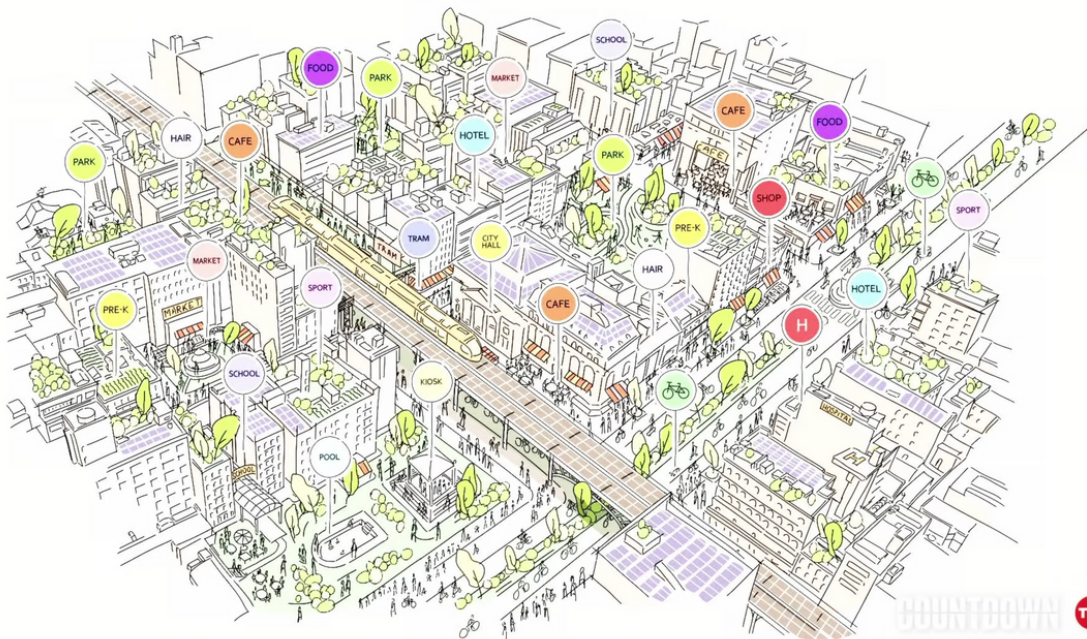 SCHOOL
FOOD
PARK
MARKET
CAFE
FOOD
HAIR
CAFE
HOTEL
PARK
PARK
CAFE
SHOP
SPORT
TRAM
CITY
HALL
PRE-K
TRAM
MARKET
HAIR
SPORT
CAFE
HOTEL
PRE-K
MARKET
H
SCHOOL
KIOSK
HOSPITAL
POOL
SCHOOL
COUNTDOWN